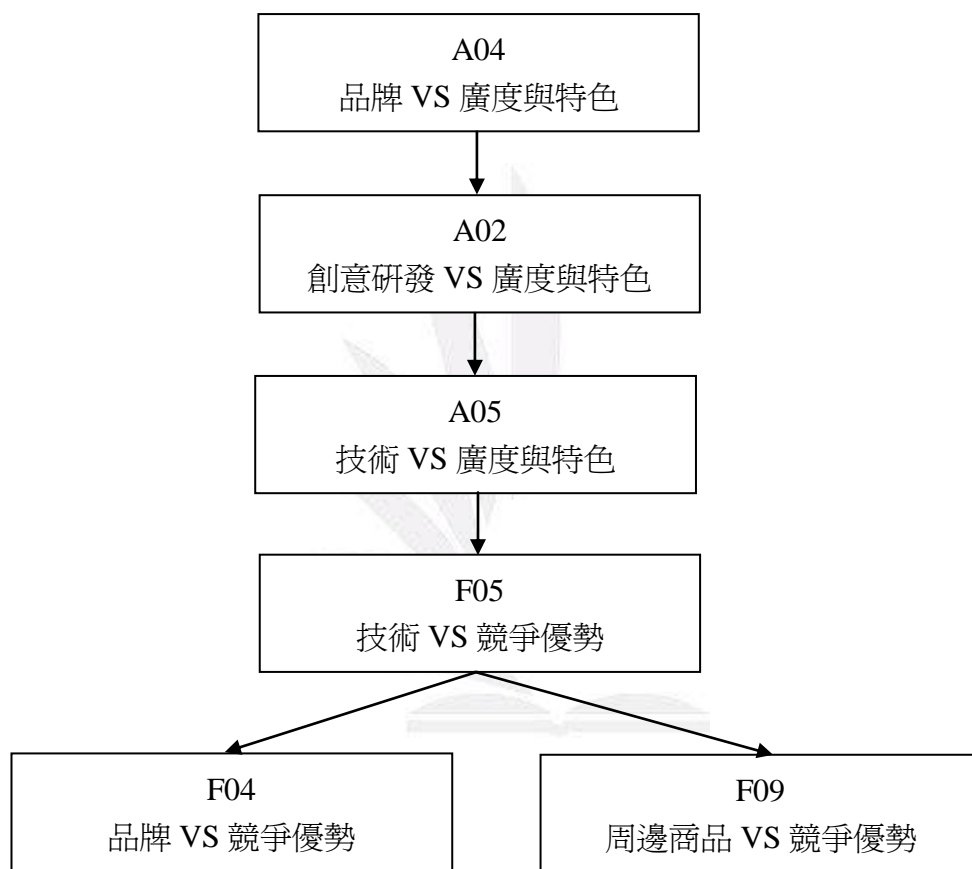 A04
品牌 VS 廣度與特色
A02
創意研發 VS 廣度與特色
A05
技術 VS 廣度與特色
F05
技術 VS 競爭優勢
F04
品牌 VS 競爭優勢
F09
周邊商品 VS 競爭優勢